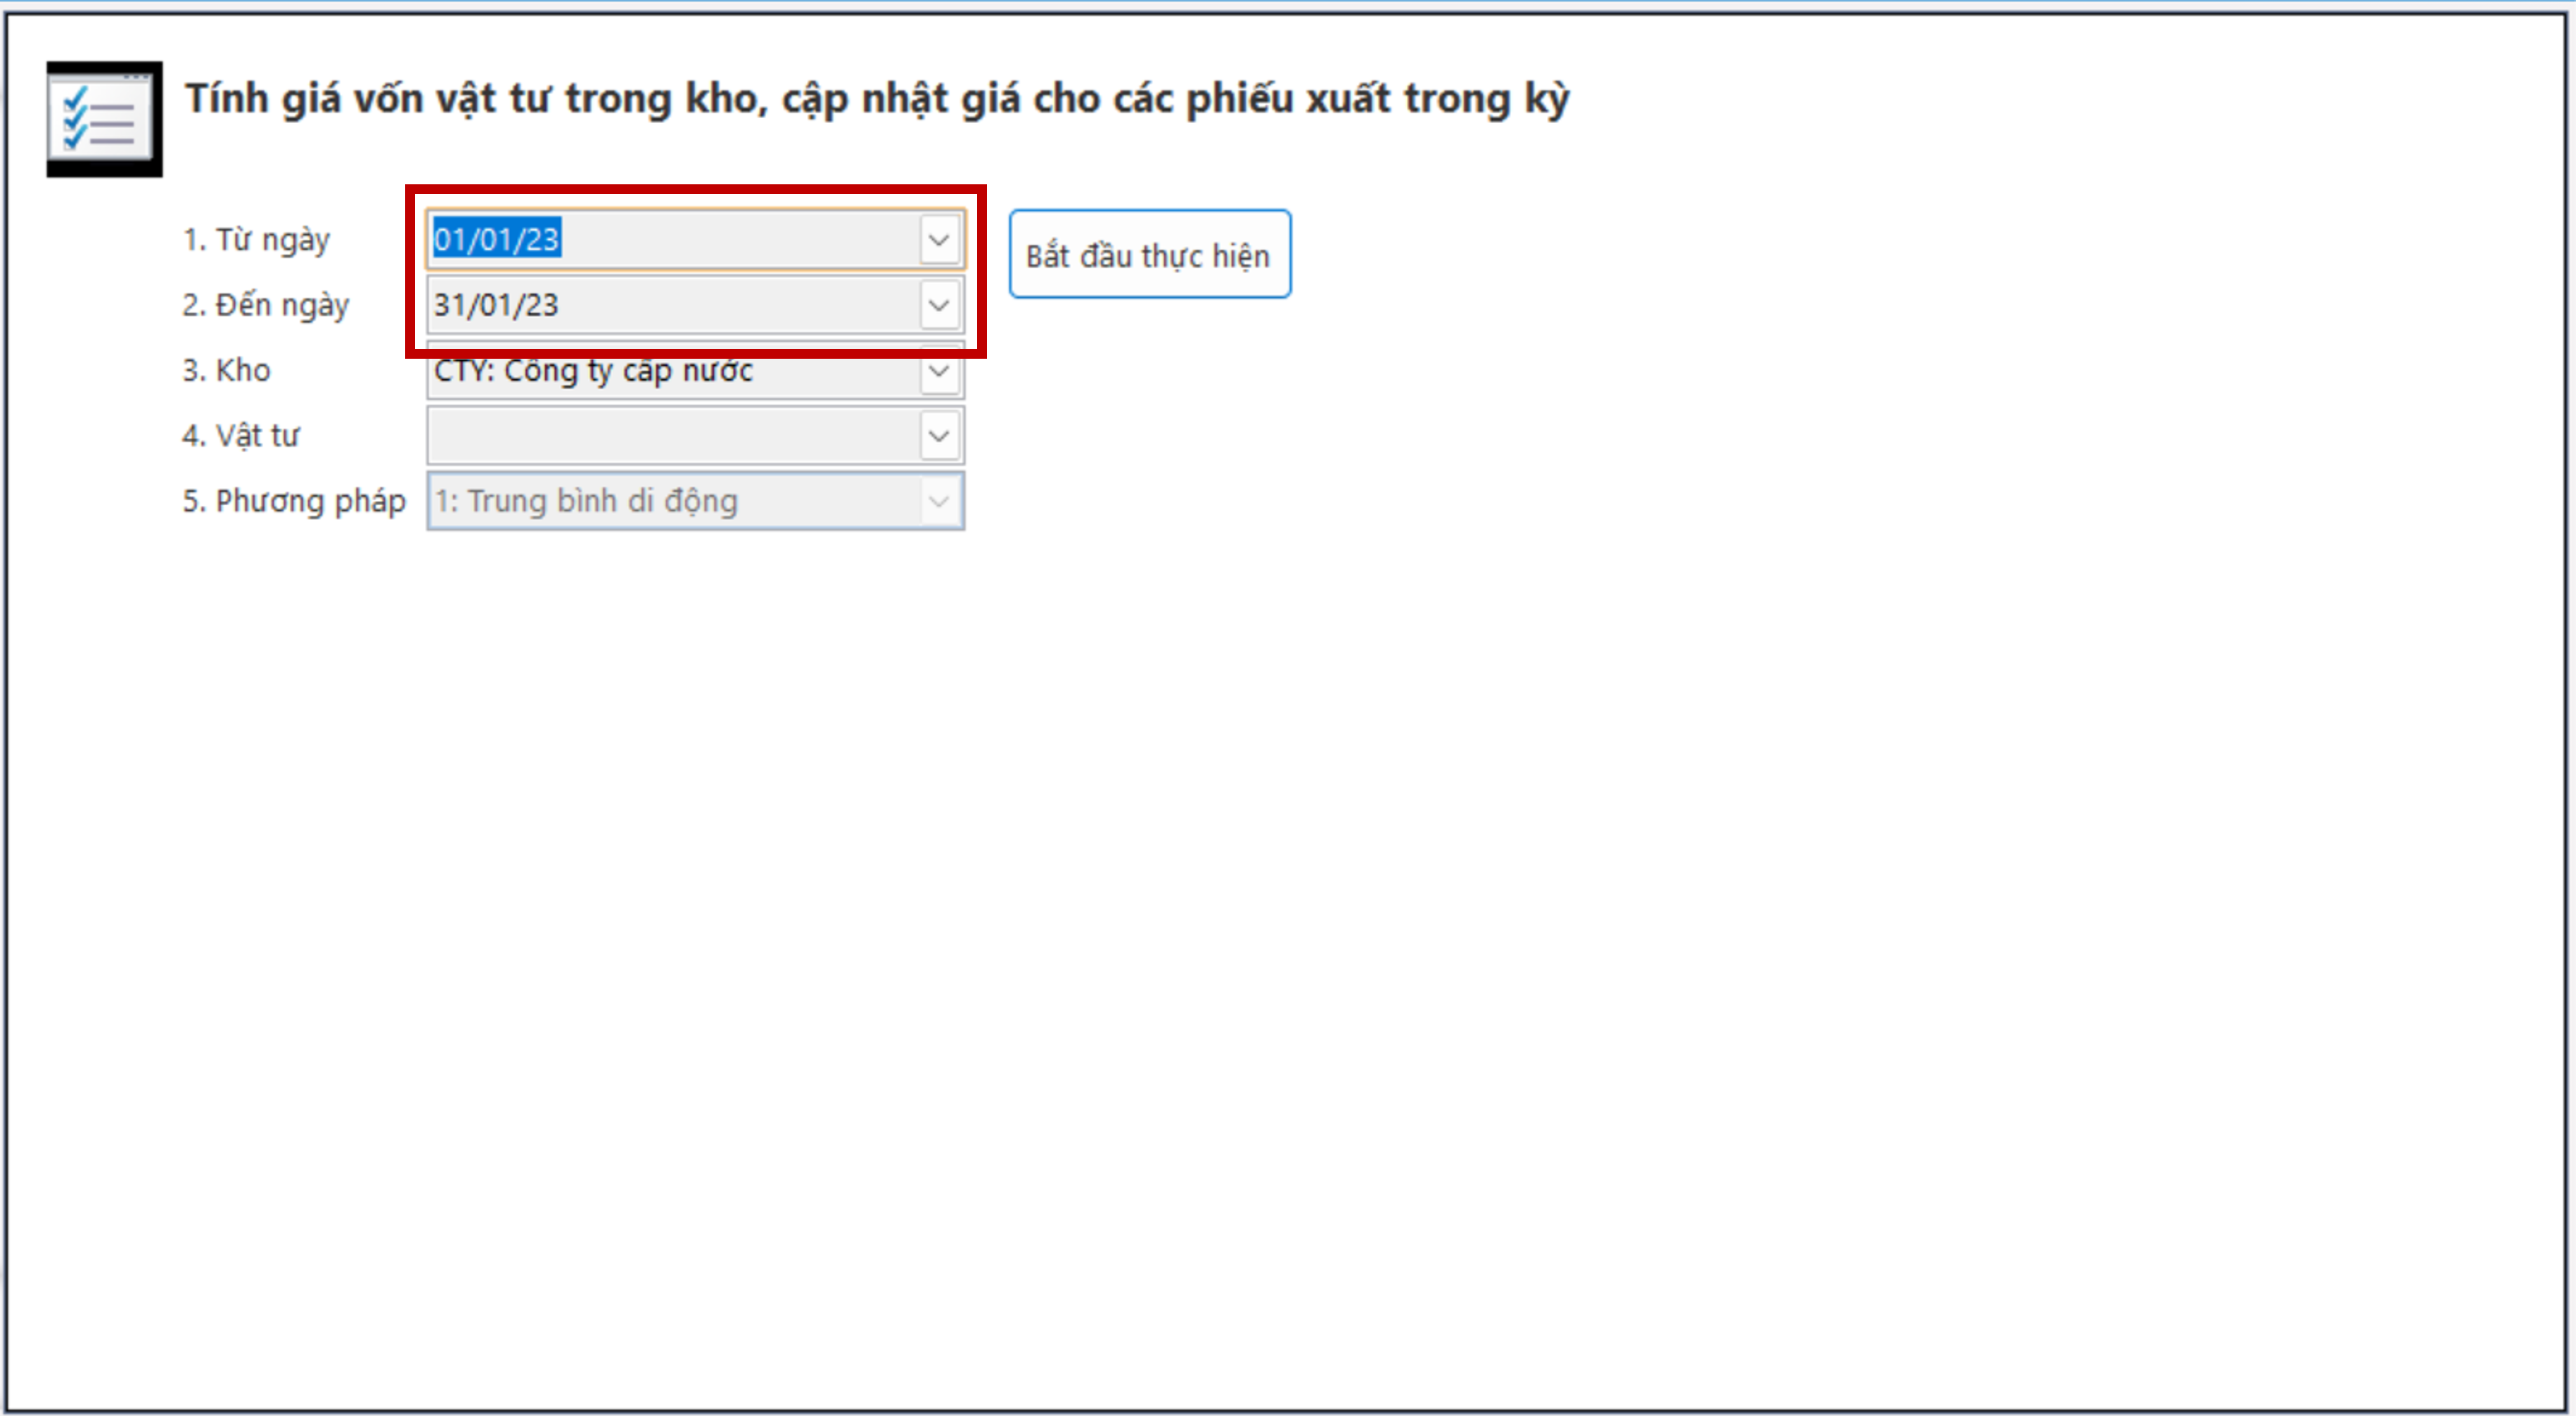 Tính giá vốn vật tư trong kho, cập nhật giá cho các phiếu xuất trong kỳ
1. Từ ngày 01/01/23 Bắt đầu thực hiện
2. Đến ngày 31/01/23
3. Kho CTY: Công ty cấp nước
4. Vật tư
5. Phương pháp 1: Trung bình di động